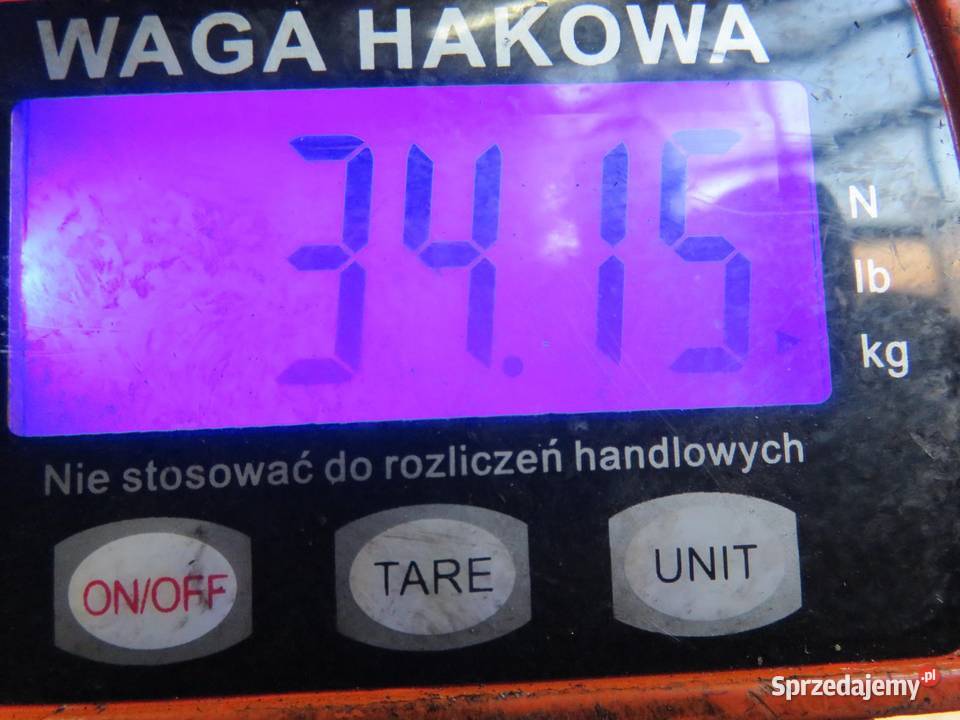 WAGA HAKOWA
34.15
N
lb
kg
Nie stosować do rozliczeń handlowych
ON/OFF
TARE
UNIT
Sprzedajemy.pl